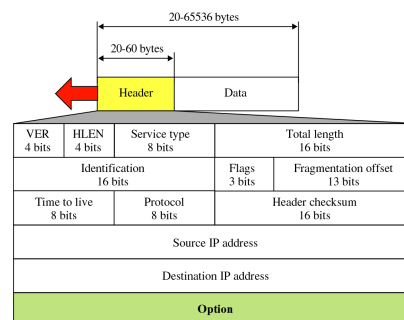 20-65536 bytes
20-60 bytes
Header
Data
VER
4 bits
HLEN
4 bits
Service type
8 bits
Total length
16 bits
Identification
16 bits
Flags
3 bits
Fragmentation offset
13 bits
Time to live
8 bits
Protocol
8 bits
Header checksum
16 bits
Source IP address
Destination IP address
Option